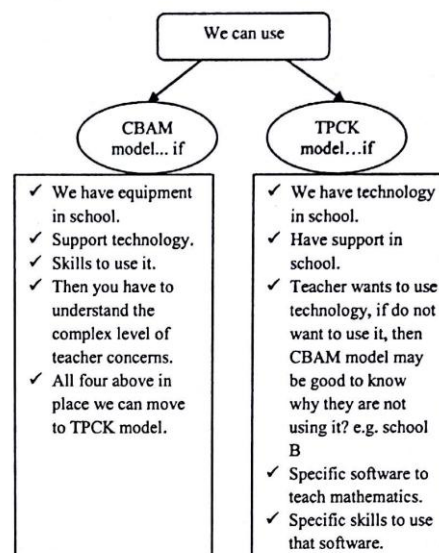 We can use
CBAM
model... if
TPCK
model...if
✓ We have equipment
in school.
✓ Support technology.
✓ Skills to use it.
✓ Then you have to
understand the
complex level of
teacher concerns.
✓ All four above in
place we can move
to TPCK model.
✓ We have technology
in school.
✓ Have support in
school.
✓ Teacher wants to use
technology, if do not
want to use it, then
CBAM model may
be good to know
why they are not
using it? e.g. school
B
✓ Specific software to
teach mathematics.
✓ Specific skills to use
that software.